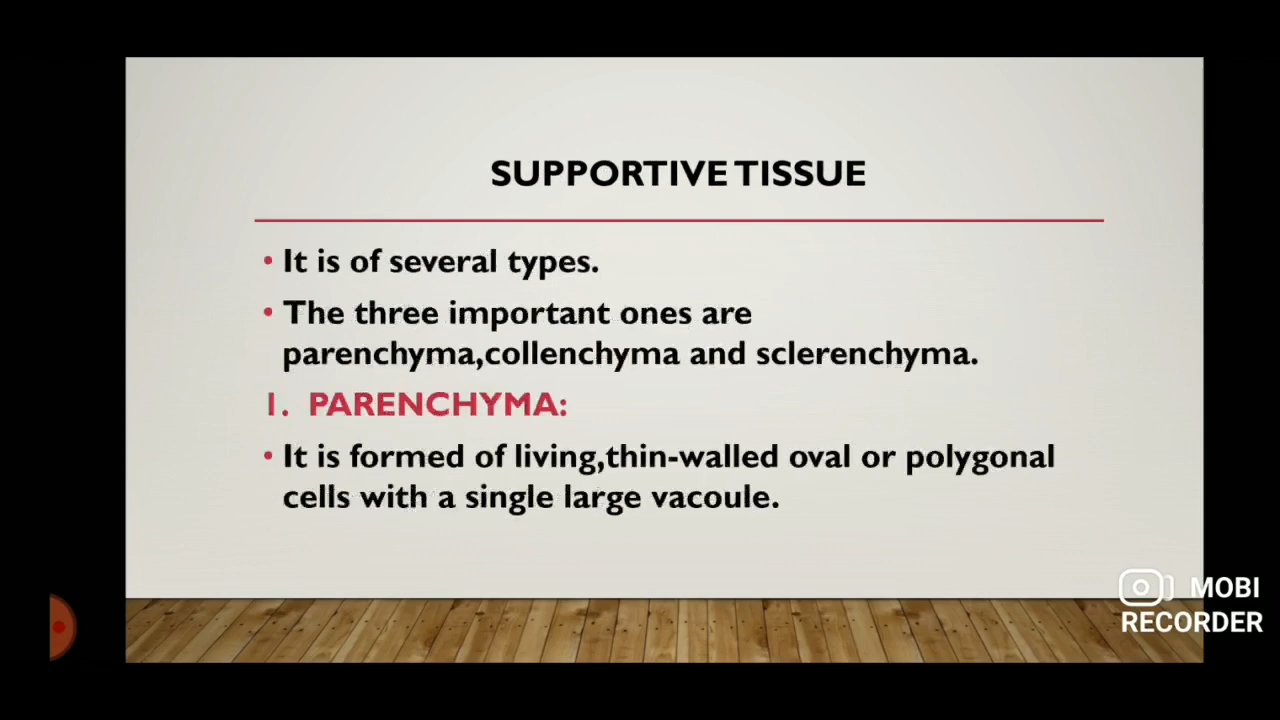 SUPPORTIVE TISSUE
• It is of several types.
• The three important ones are
parenchyma,collenchyma and sclerenchyma.
1. PARENCHYMA:
• It is formed of living,thin-walled oval or polygonal
cells with a single large vacoule.
MOBI
RECORDER